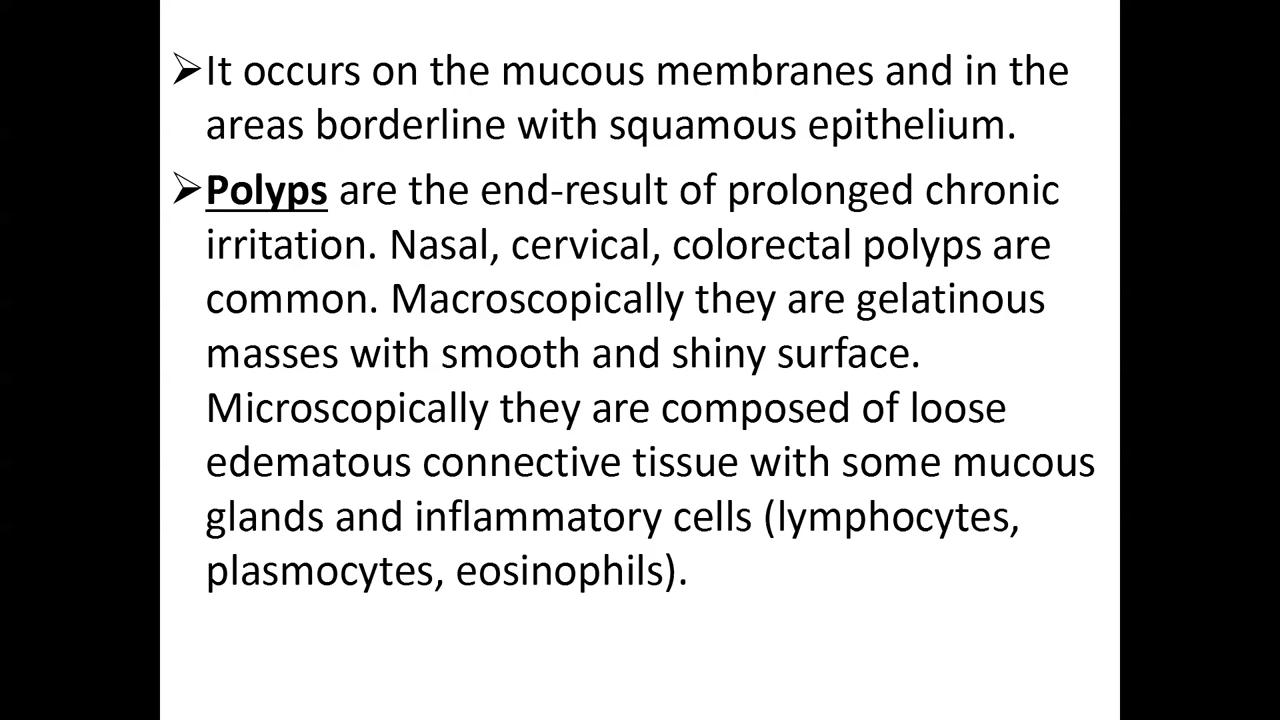 ➢It occurs on the mucous membranes and in the
areas borderline with squamous epithelium.
➢Polyps are the end-result of prolonged chronic
irritation. Nasal, cervical, colorectal polyps are
common. Macroscopically they are gelatinous
masses with smooth and shiny surface.
Microscopically they are composed of loose
edematous connective tissue with some mucous
glands and inflammatory cells (lymphocytes,
plasmocytes, eosinophils).